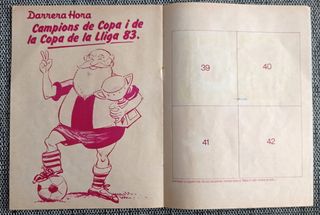 Darrera Hora
Campions de Copa i de
la Copa de la Lliga 83.
39
40
41
42